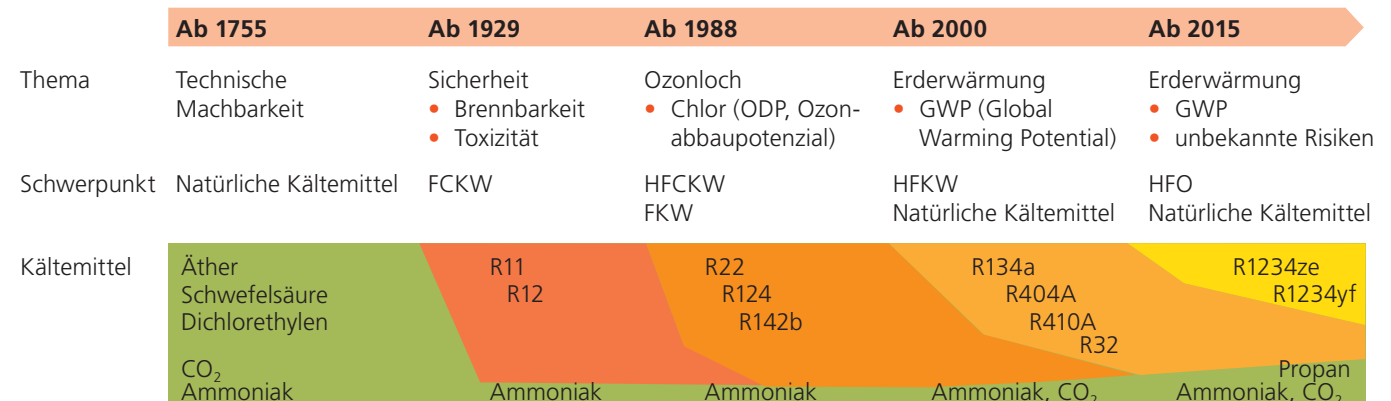 Ab 1755 Ab 1929 Ab 1988 Ab 2000 Ab 2015
Thema Technische Sicherheit Ozonloch Erderwärmung Erderwärmung
Machbarkeit • Brennbarkeit • Chlor (ODP, Ozon- • GWP (Global • GWP
• Toxizität abbaupotenzial) Warming Potential) • unbekannte Risiken
Schwerpunkt Natürliche Kältemittel FCKW HFCKW HFKW HFO
FKW Natürliche Kältemittel Natürliche Kältemittel
Kältemittel Äther R11 R22 R134a R1234ze
Schwefelsäure R12 R124 R404A R1234yf
Dichlorethylen R142b R410A
R32
CO₂ Propan
Ammoniak Ammoniak Ammoniak Ammoniak, CO₂ Ammoniak, CO₂